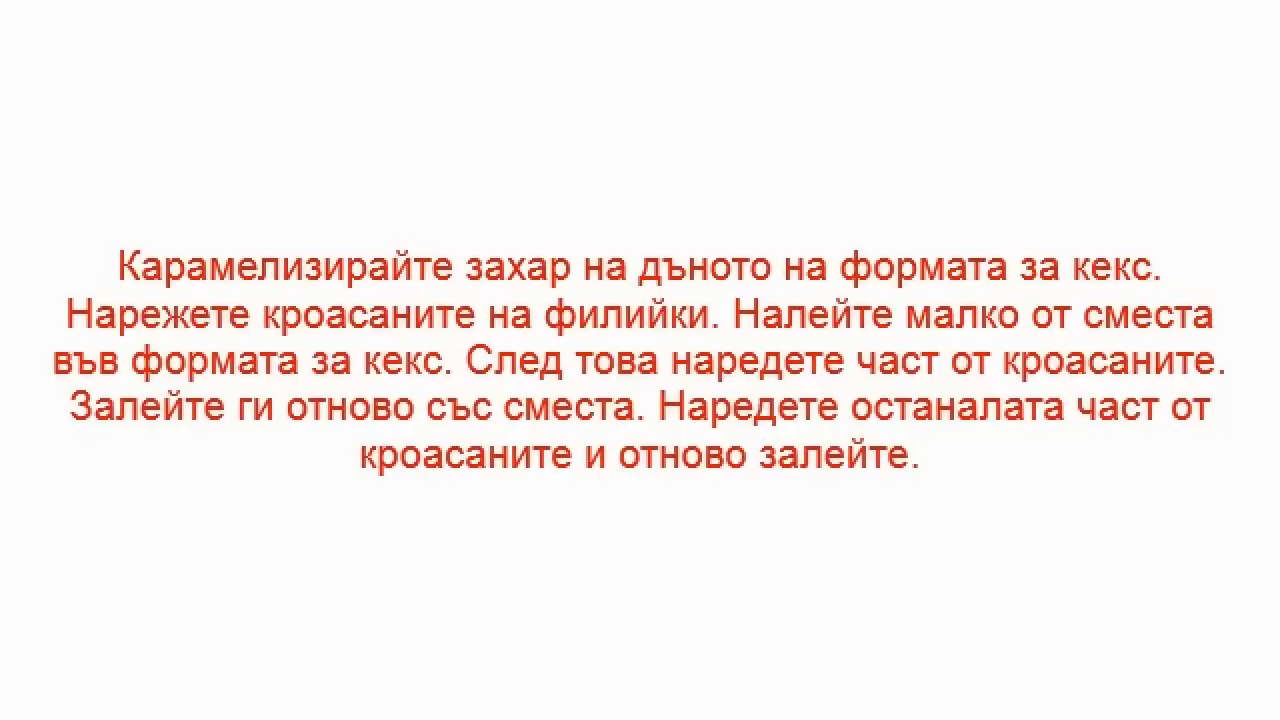 Карамелизирайте захар на дъното на формата за кекс.
Нарежете кроасаните на филийки. Налейте малко от сместа
във формата за кекс. След това наредете част от кроасаните.
Залейте ги отново със сместа. Наредете останалата част от
кроасаните и отново залейте.